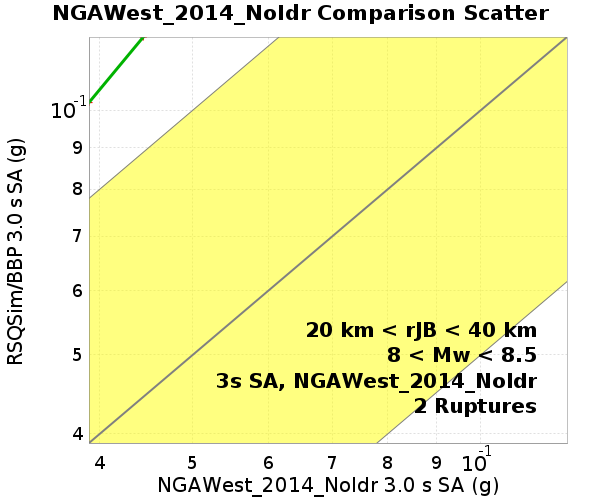 NGAWest_2014_NoIdr Comparison Scatter
RSQSim/BBP 3.0 s SA (g)
10-1
9
8
7
6
5
4
20 km < rJB < 40 km
8 < Mw < 8.5
3s SA, NGAWest_2014_NoIdr
2 Ruptures
4 5 6 7 8 9 10-1
NGAWest_2014_NoIdr 3.0 s SA (g)